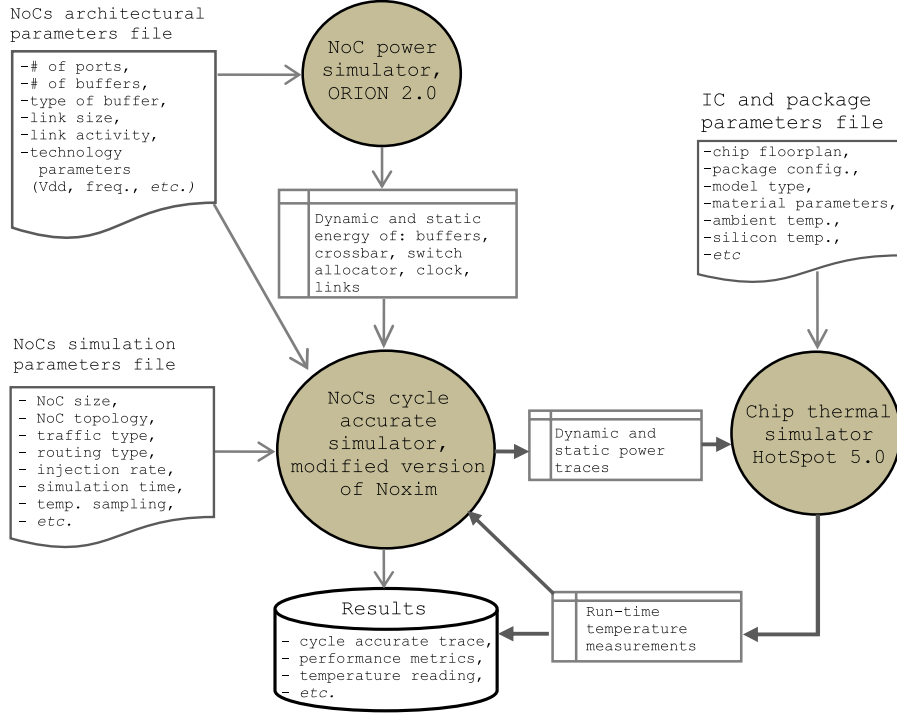 NoCs architectural
parameters file
-# of ports,
-# of buffers,
-type of buffer,
-link size,
-link activity,
-technology
parameters
(Vdd, freq., etc.)
NoC power
simulator,
ORION 2.0
IC and package
parameters file
-chip floorplan,
-package config.,
-model type,
-material parameters,
-ambient temp.,
-silicon temp.,
-etc
Dynamic and static
energy of: buffers,
crossbar, switch
allocator, clock,
links
NoCs simulation
parameters file
- NoC size,
- NoC topology,
- traffic type,
- routing type,
- injection rate,
- simulation time,
- temp. sampling,
- etc.
NoCs cycle
accurate
simulator,
modified version
of Noxim
Dynamic and
static power
traces
Chip thermal
simulator
HotSpot 5.0
Results
- cycle accurate trace,
- performance metrics,
- temperature reading,
- etc.
Run-time
temperature
measurements